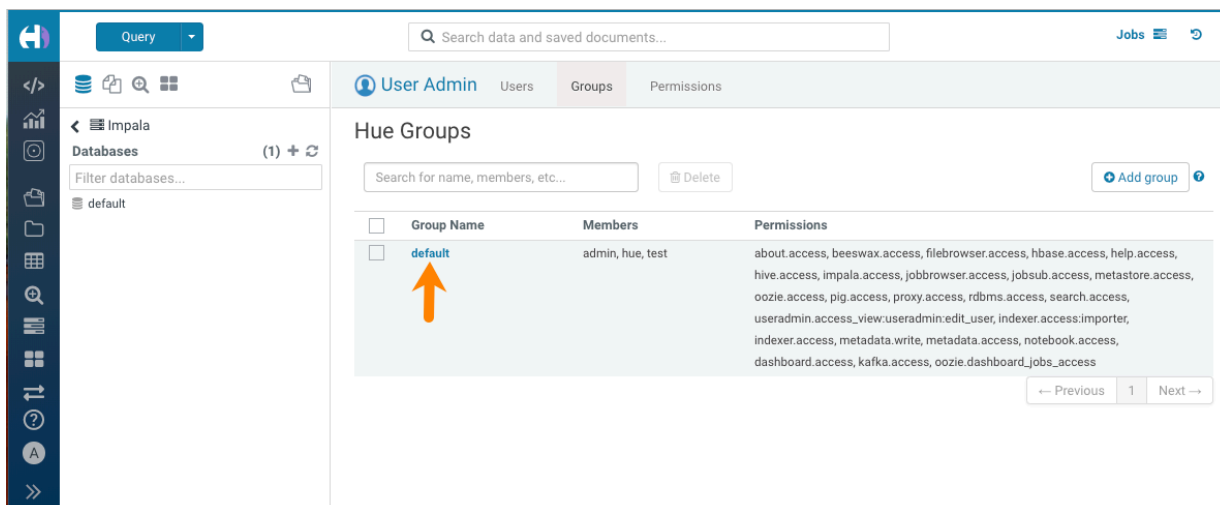 Query
Search data and saved documents...
Jobs
User Admin Users Groups Permissions
Impala
Databases (1)
Filter databases...
default
Hue Groups
Search for name, members, etc... Delete Add group
Group Name Members Permissions
default admin, hue, test about.access, beeswax.access, filebrowser.access, hbase.access, help.access,
hive.access, impala.access, jobbrowser.access, jobsub.access, metastore.access,
oozie.access, pig.access, proxy.access, rdbms.access, search.access,
useradmin.access_view:useradmin:edit_user, indexer.access:importer,
indexer.access, metadata.write, metadata.access, notebook.access,
dashboard.access, kafka.access, oozie.dashboard_jobs_access
← Previous 1 Next →
A